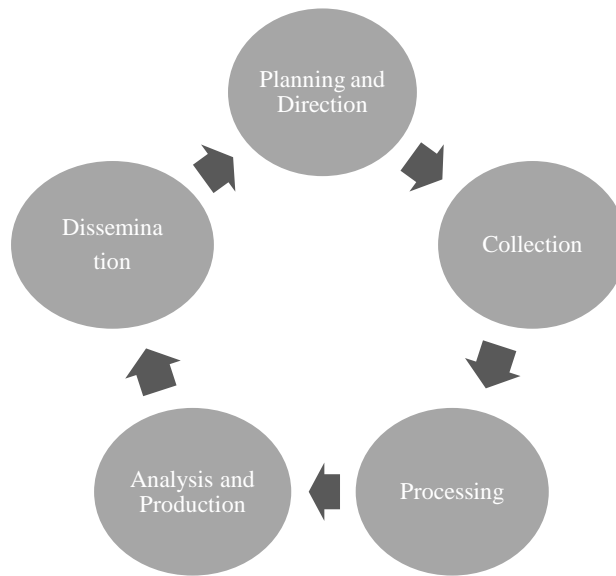 Planning and
Direction
Collection
Processing
Analysis and
Production
Dissemina
tion